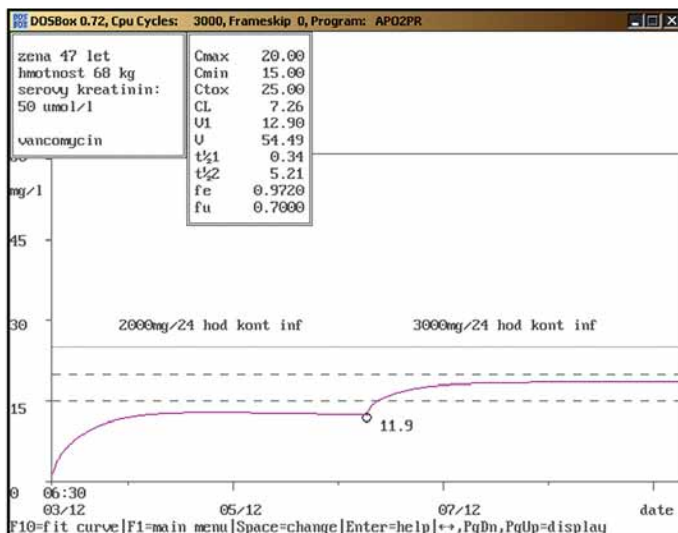 DOSBox 0.72, Cpu Cycles: 3000, Frameskip 0, Program: APO2PR
zena 47 let
hmotnost 68 kg
serovy kreatinin:
50 umol/l
vancomycin
Cmax 20.00
Cmin 15.00
Ctox 25.00
CL 7.26
V1 12.90
V 54.49
t½1 0.34
t½2 5.21
fe 0.9720
fu 0.7000
mg/l
45
30
2000mg/24 hod kont inf 3000mg/24 hod kont inf
15
11.9
0 06:30
03/12 05/12 07/12 date
F10=fit curve|F1=main menu|Space=change|Enter=help|↔,PgDn,PgUp=display